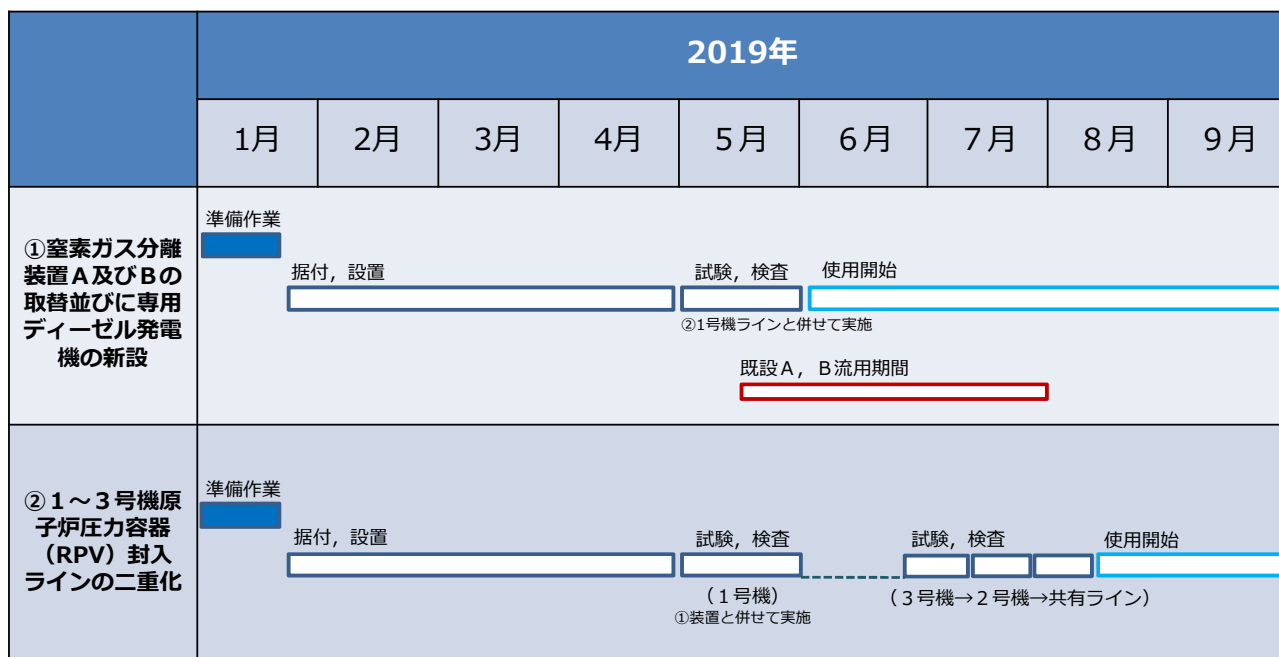 2019年
1月 2月 3月 4月 5月 6月 7月 8月 9月
①窒素ガス分離
装置A及びBの
取替並びに専用
ディーゼル発電
機の新設
準備作業
据付，設置
試験，検査
使用開始
②1号機ラインと併せて実施
既設A，B流用期間
②１～３号機原
子炉圧力容器
（RPV）封入
ラインの二重化
準備作業
据付，設置
試験，検査
試験，検査
使用開始
（１号機）
（３号機→２号機→共有ライン）
①装置と併せて実施